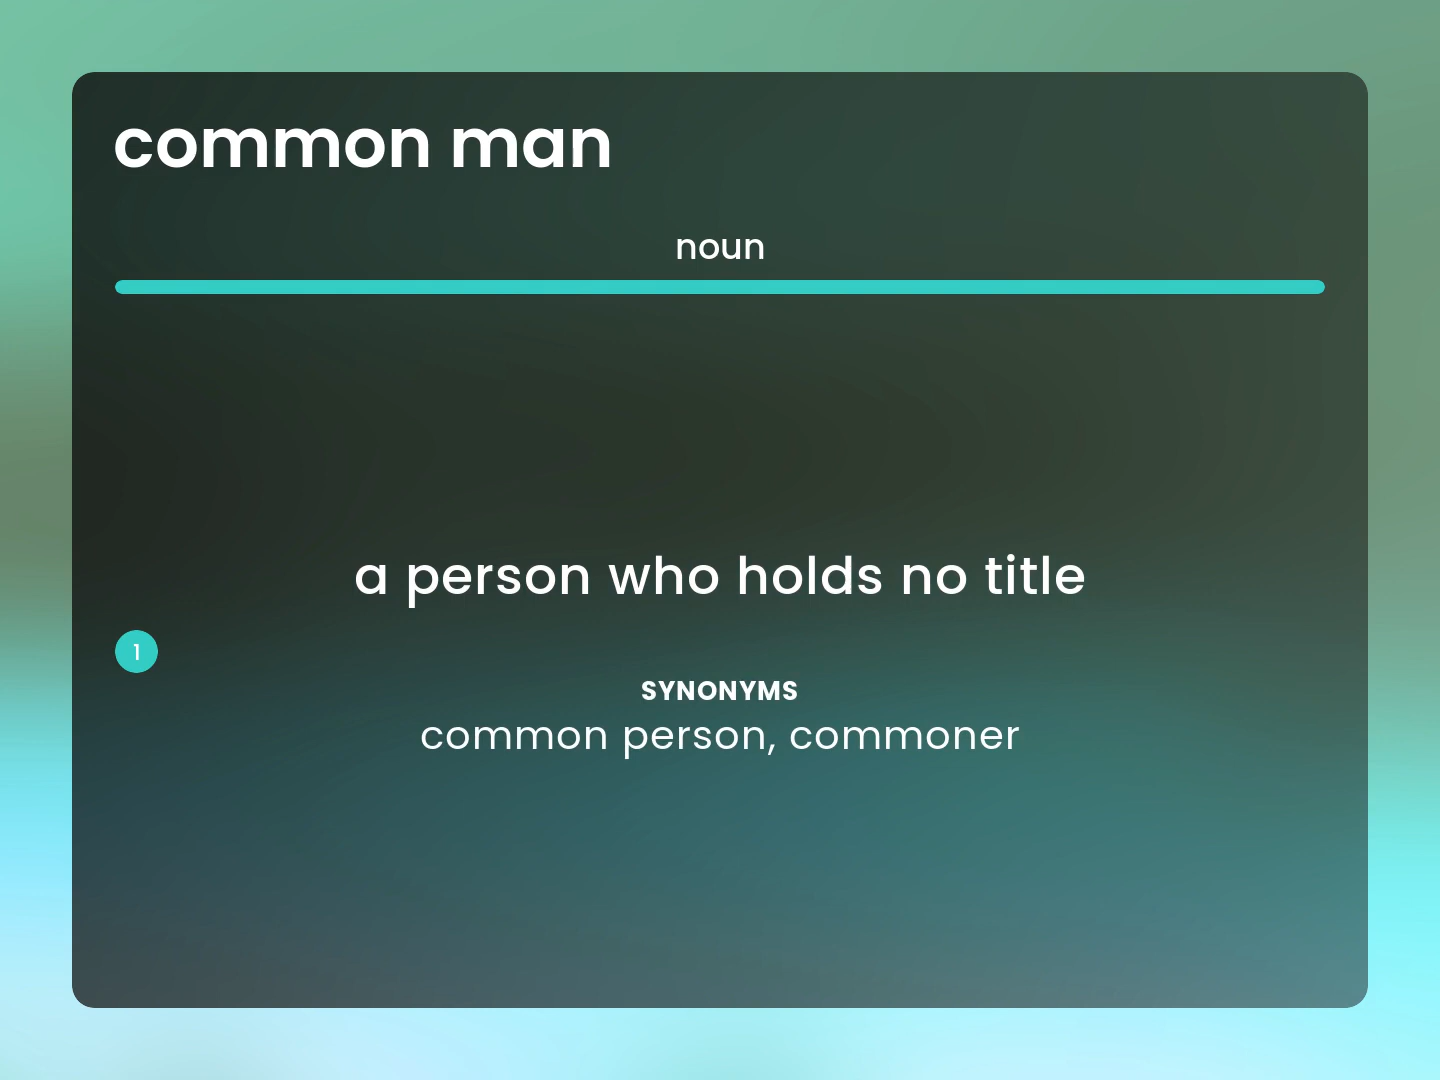 common man
noun
a person who holds no title
1
SYNONYMS
common person, commoner